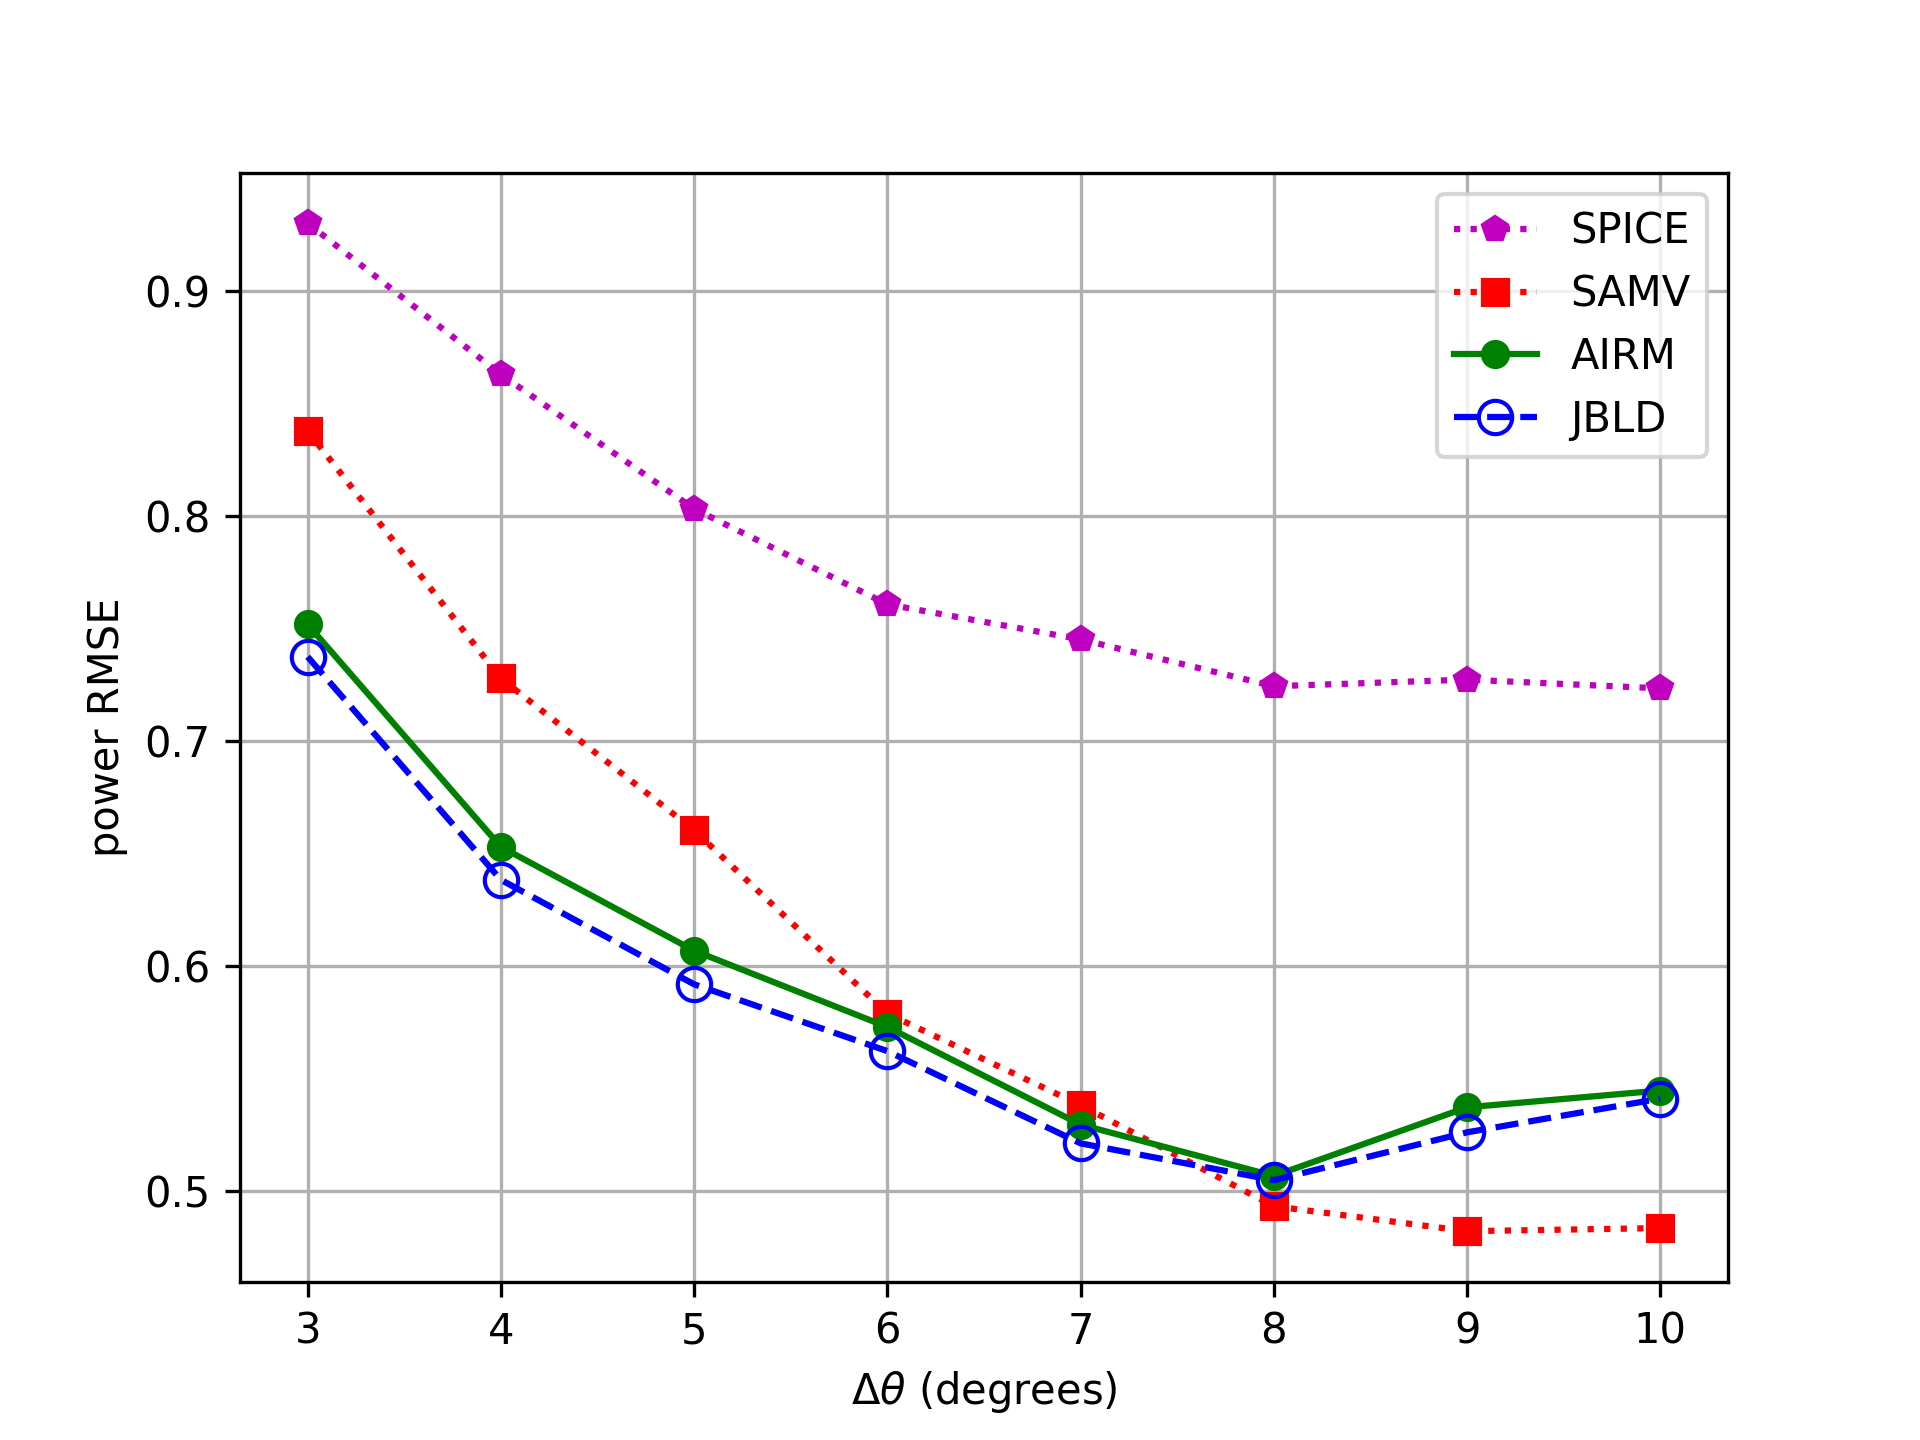 SPICE
SAMV
AIRM
JBLD
0.9
0.8
0.7
0.6
0.5
power RMSE
3 4 5 6 7 8 9 10
Δθ (degrees)